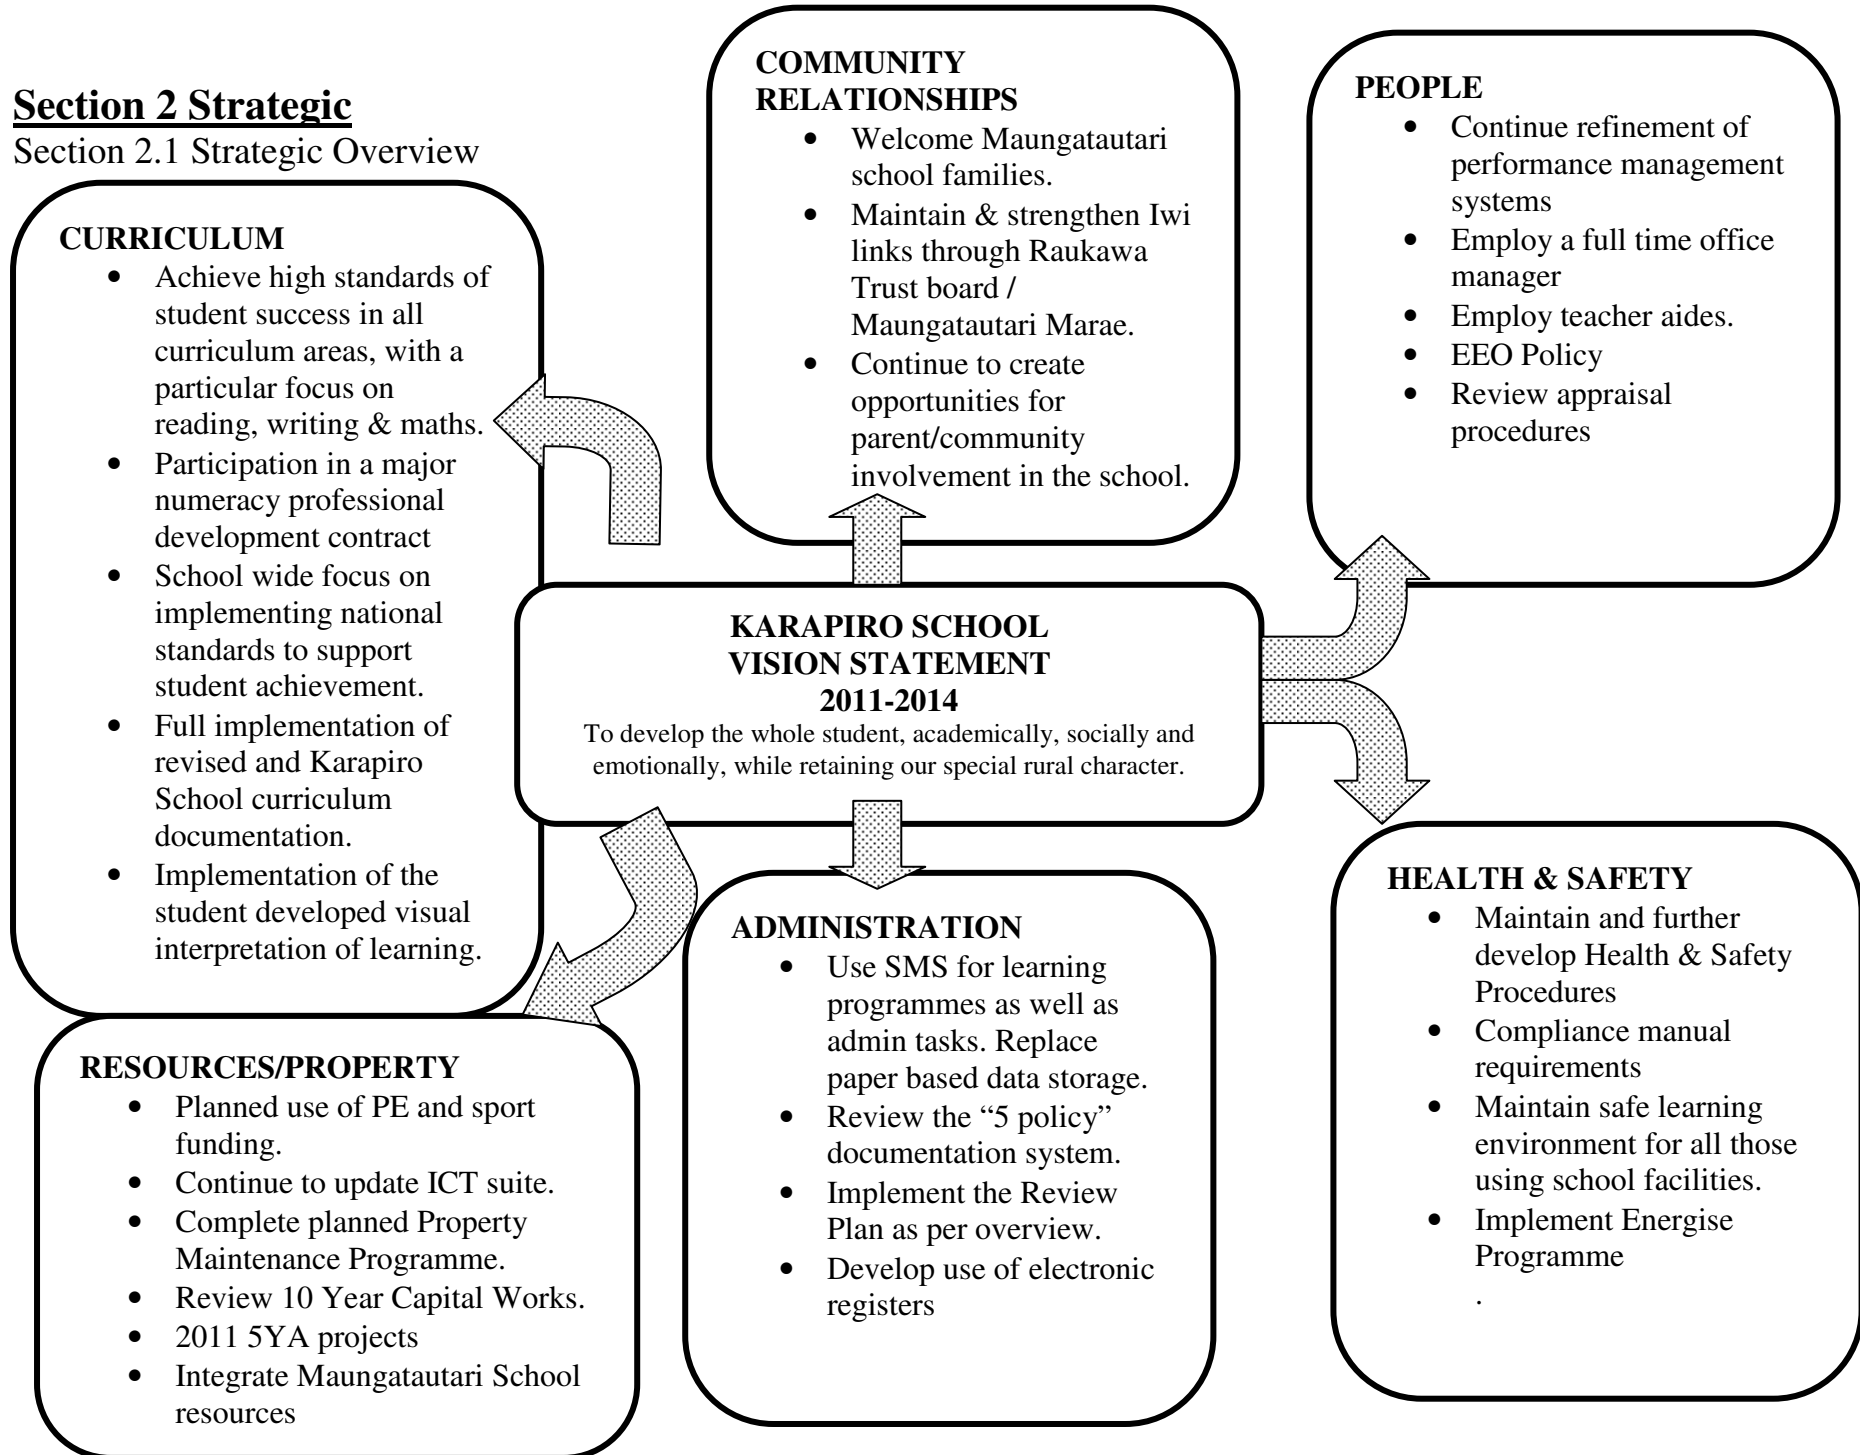 Section 2 Strategic
Section 2.1 Strategic Overview
CURRICULUM
• Achieve high standards of
student success in all
curriculum areas, with a
particular focus on
reading, writing & maths.
• Participation in a major
numeracy professional
development contract
• School wide focus on
implementing national
standards to support
student achievement.
• Full implementation of
revised and Karapiro
School curriculum
documentation.
• Implementation of the
student developed visual
interpretation of learning.
COMMUNITY
RELATIONSHIPS
• Welcome Maungatautari
school families.
• Maintain & strengthen Iwi
links through Raukawa
Trust board /
Maungatautari Marae.
• Continue to create
opportunities for
parent/community
involvement in the school.
PEOPLE
• Continue refinement of
performance management
systems
• Employ a full time office
manager
• Employ teacher aides.
• EEO Policy
• Review appraisal
procedures
KARAPIRO SCHOOL
VISION STATEMENT
2011-2014
To develop the whole student, academically, socially and
emotionally, while retaining our special rural character.
RESOURCES/PROPERTY
• Planned use of PE and sport
funding.
• Continue to update ICT suite.
• Complete planned Property
Maintenance Programme.
• Review 10 Year Capital Works.
• 2011 5YA projects
• Integrate Maungatautari School
resources
ADMINISTRATION
• Use SMS for learning
programmes as well as
admin tasks. Replace
paper based data storage.
• Review the “5 policy”
documentation system.
• Implement the Review
Plan as per overview.
• Develop use of electronic
registers
HEALTH & SAFETY
• Maintain and further
develop Health & Safety
Procedures
• Compliance manual
requirements
• Maintain safe learning
environment for all those
using school facilities.
• Implement Energise
Programme
.